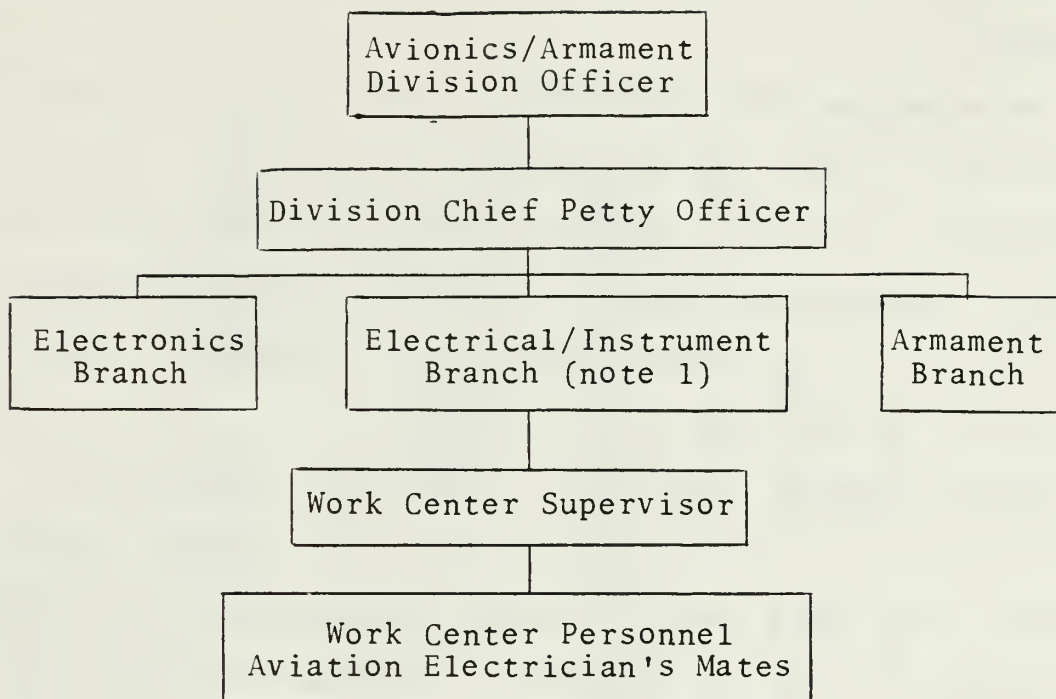 Avionics/Armament
Division Officer
Division Chief Petty Officer
Electronics
Branch
Electrical/Instrument
Branch (note 1)
Armament
Branch
Work Center Supervisor
Work Center Personnel
Aviation Electrician's Mates